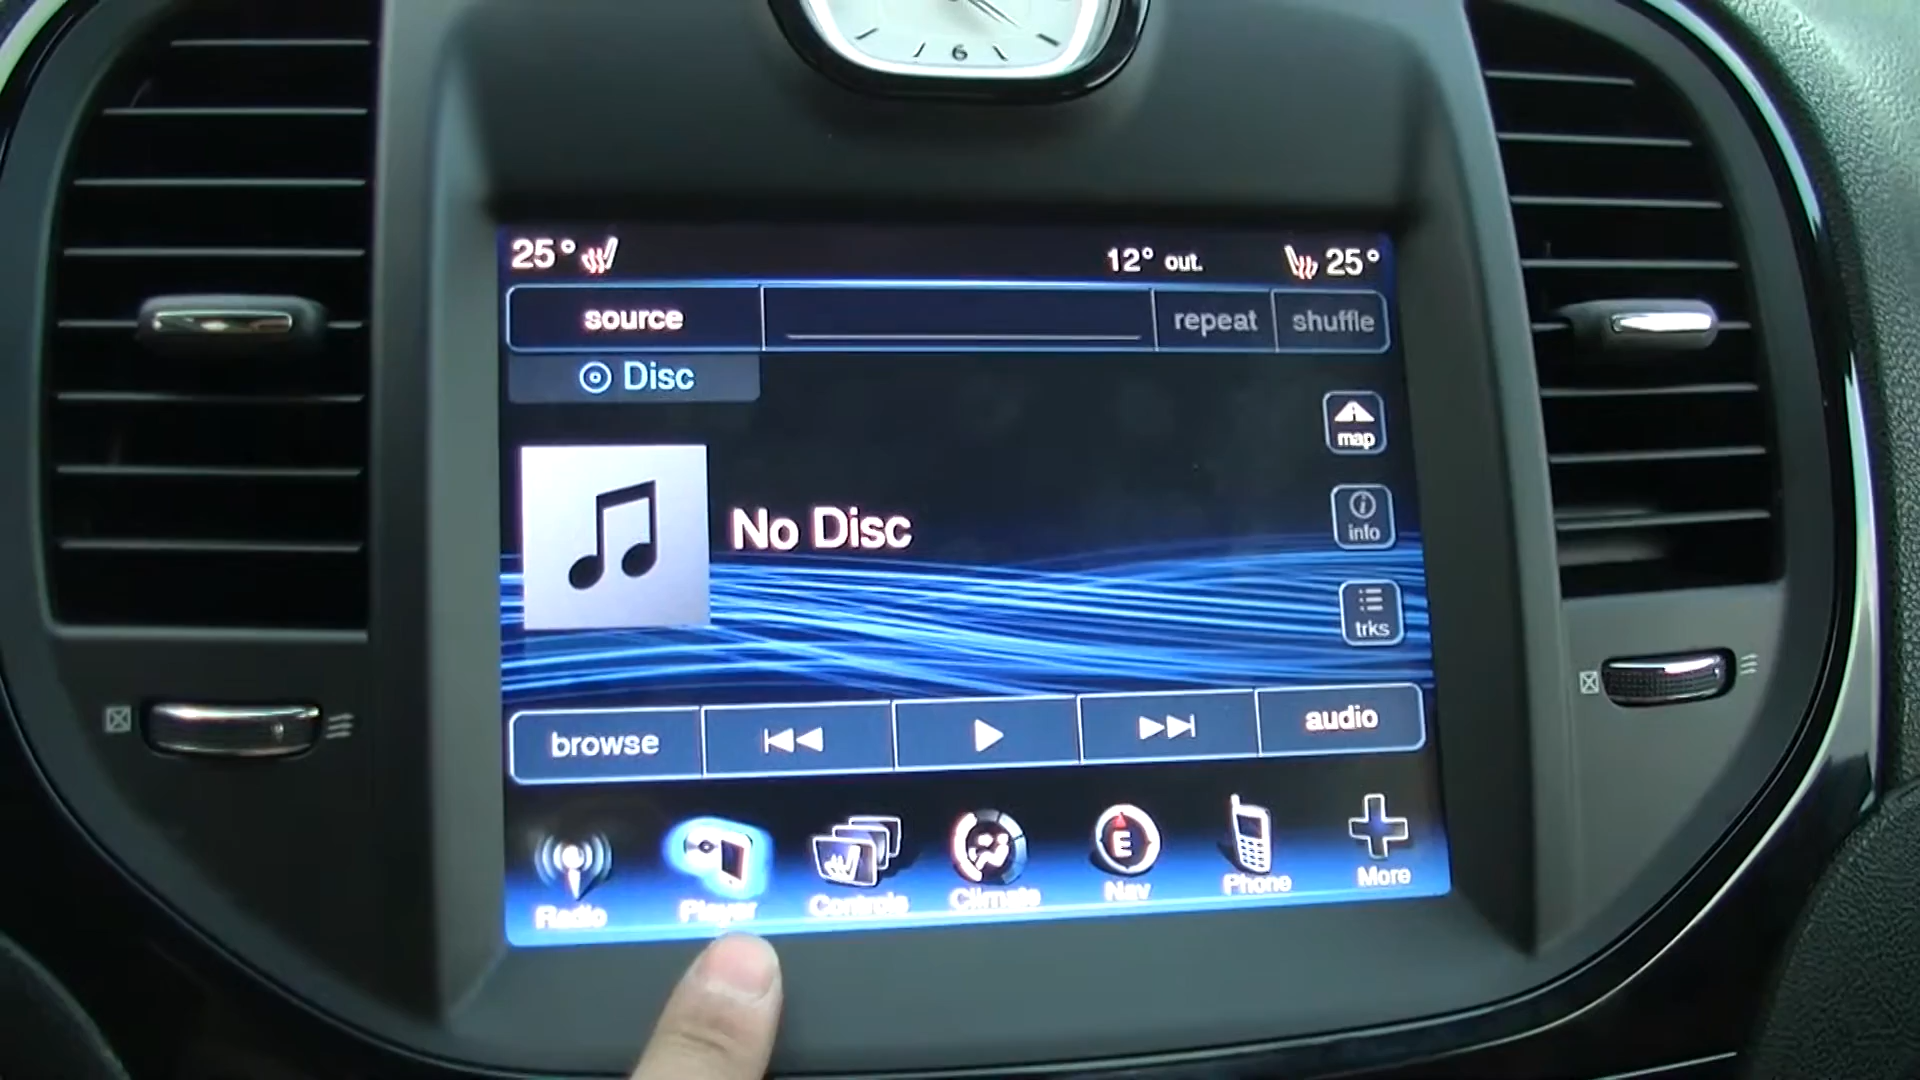 6
25° 12° out. 25°
source repeat shuffle
Disc
map
No Disc
info
trks
browse audio
E
Radio Player Controls Climate Nav Phone More